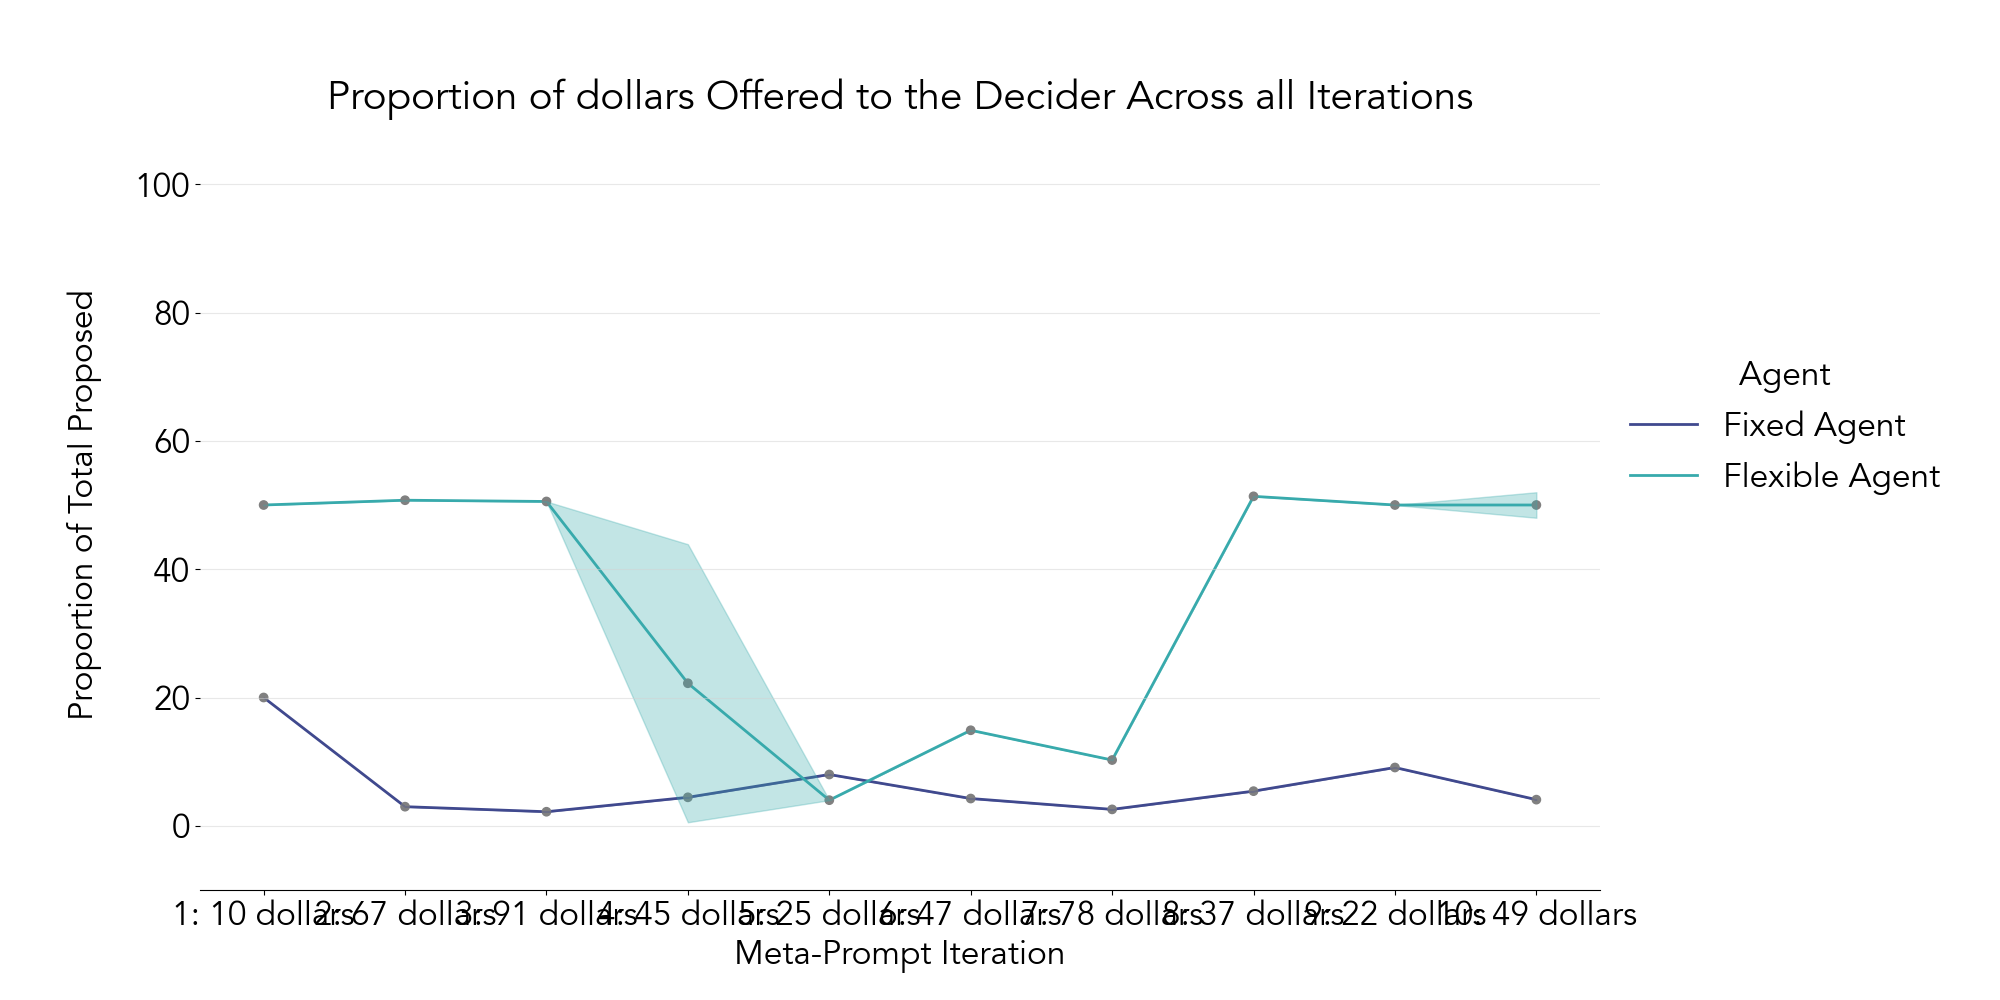 Proportion of dollars Offered to the Decider Across all Iterations
Proportion of Total Proposed
100
80
60
40
20
0
1: 10 dollars
2: 67 dollars
3: 91 dollars
4: 45 dollars
5: 25 dollars
6: 47 dollars
7: 78 dollars
8: 37 dollars
9: 22 dollars
10: 49 dollars
Meta-Prompt Iteration
Agent
Fixed Agent
Flexible Agent